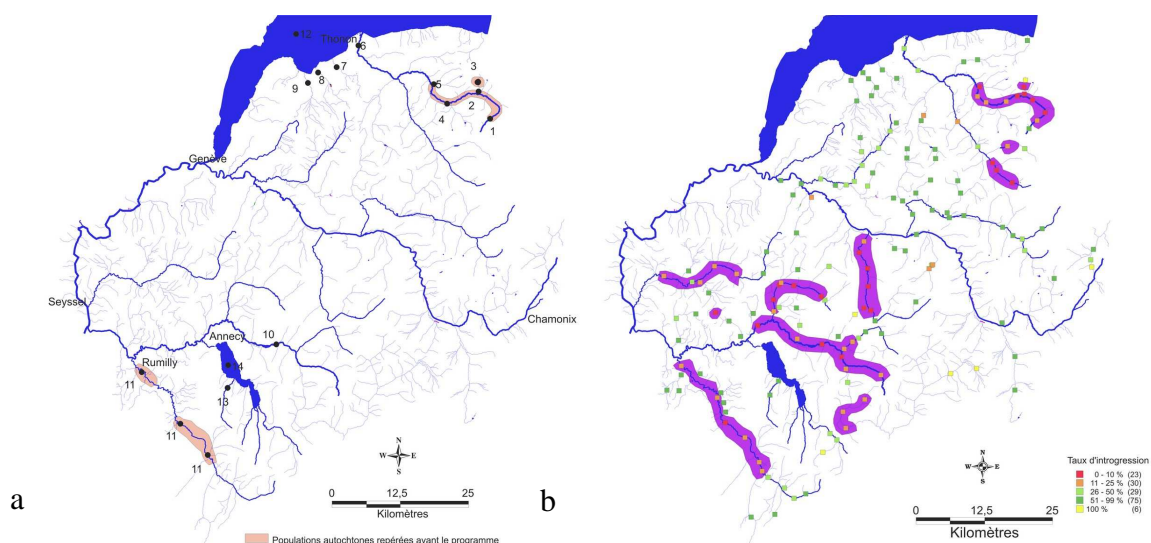 12
Thonon
6
7
8
9
5
3
2
4
1
Genève
Seyssel
Chamonix
Annecy
10
Rumilly
11
14
13
11
11
N
W E
S
0 12,5 25
Kilomètres
a
Populations autochtones repérées avant le programme
N
W E
S
0 12,5 25
Kilomètres
b
Taux d'introgression
0 - 10 % (23)
11 - 25 % (30)
26 - 50 % (29)
51 - 99 % (75)
100 % (6)